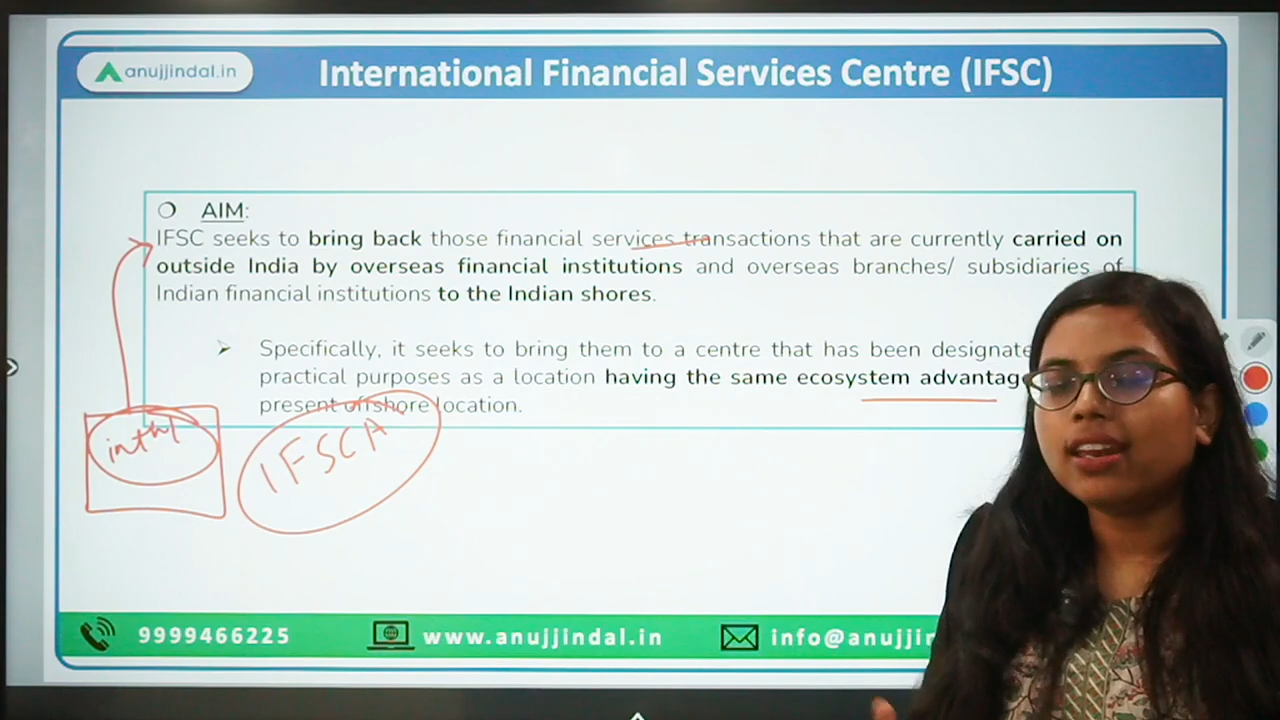 anujjindal.in
International Financial Services Centre (IFSC)
AIM:
IFSC seeks to bring back those financial services transactions that are currently carried on
outside India by overseas financial institutions and overseas branches/ subsidiaries of
Indian financial institutions to the Indian shores.
Specifically, it seeks to bring them to a centre that has been designate
practical purposes as a location having the same ecosystem advantag
present offshore location.
intnl
IFSCA
9999466225
www.anujjindal.in
info@anujjin